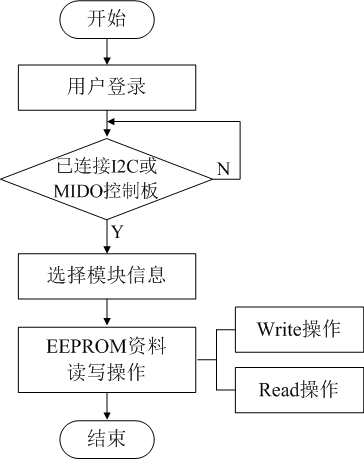 开始
用户登录
已连接I2C或
MIDO控制板
N
Y
选择模块信息
EEPROM资料
读写操作
Write操作
Read操作
结束